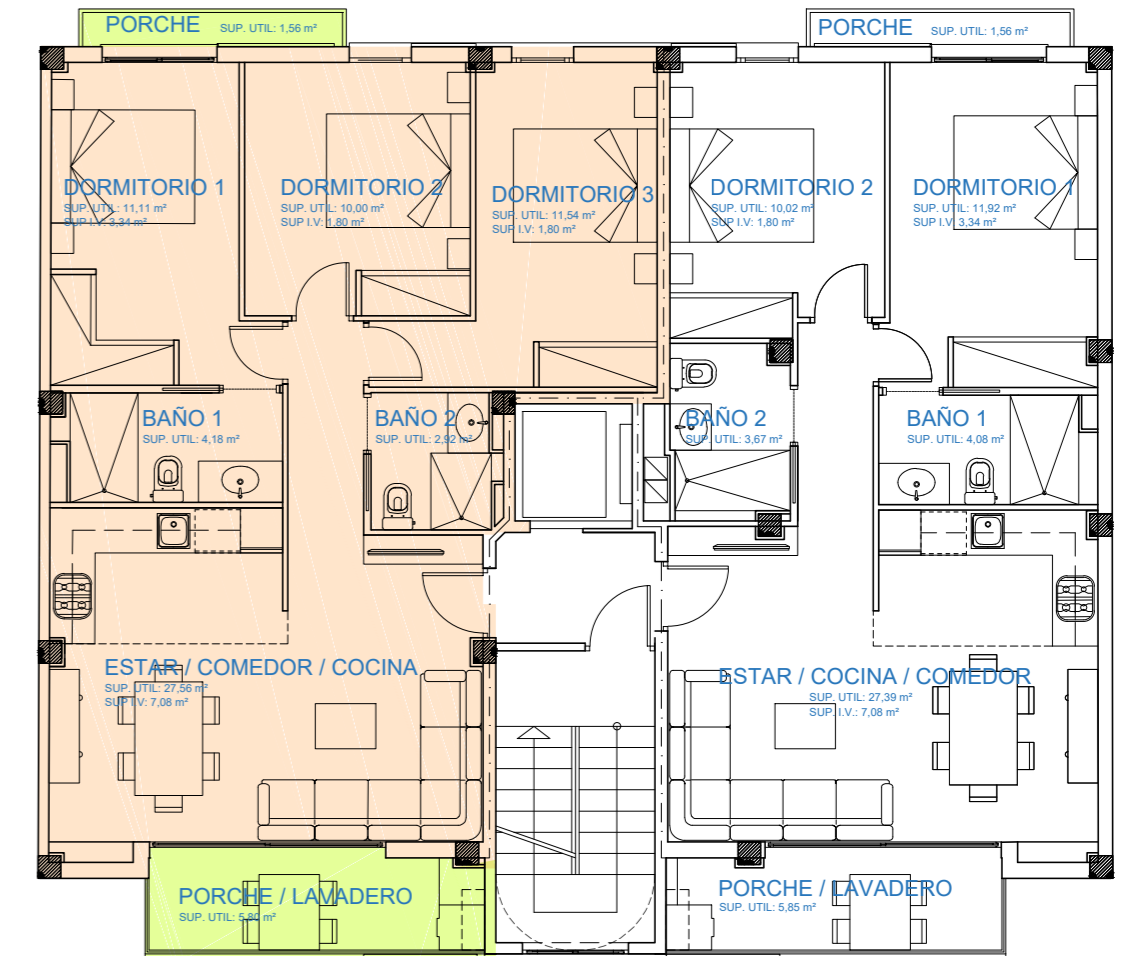 PORCHE SUP. UTIL: 1,56 m²
PORCHE SUP. UTIL: 1,56 m²
DORMITORIO 1
SUP. UTIL: 11,11 m²
SUP I.V: 3,34 m²
DORMITORIO 2
SUP. UTIL: 10,00 m²
SUP I.V: 1,80 m²
DORMITORIO 3
SUP. UTIL: 11,54 m²
SUP I.V: 1,80 m²
DORMITORIO 2
SUP. UTIL: 10,02 m²
SUP I.V: 1,80 m²
DORMITORIO 1
SUP. UTIL: 11,92 m²
SUP I.V: 3,34 m²
BAÑO 1
SUP. UTIL: 4,18 m²
BAÑO 2
SUP. UTIL: 2,92 m²
BAÑO 2
SUP. UTIL: 3,67 m²
BAÑO 1
SUP. UTIL: 4,08 m²
ESTAR / COMEDOR / COCINA
SUP. UTIL: 27,56 m²
SUP I.V: 7,08 m²
ESTAR / COCINA / COMEDOR
SUP. UTIL: 27,39 m²
SUP. I.V.: 7,08 m²
PORCHE / LAVADERO
SUP. UTIL: 5,80 m²
PORCHE / LAVADERO
SUP. UTIL: 5,85 m²